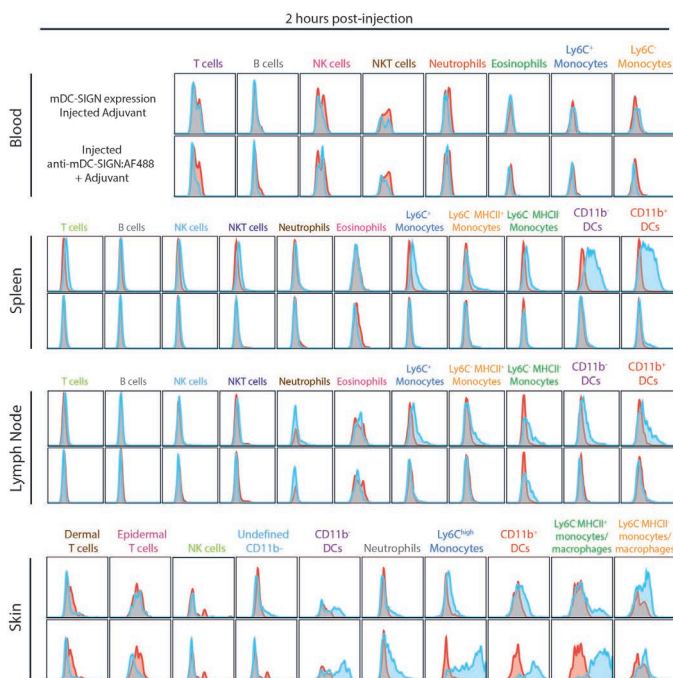 2 hours post-injection
T cells B cells NK cells NKT cells Neutrophils Eosinophils Ly6C⁺ Monocytes Ly6C⁻ Monocytes
Blood
mDC-SIGN expression
Injected Adjuvant
Injected
anti-mDC-SIGN:AF488
+ Adjuvant
T cells B cells NK cells NKT cells Neutrophils Eosinophils Ly6C⁺ Monocytes Ly6C⁻ MHCII⁺ Monocytes Ly6C⁻ MHCII⁻ Monocytes CD11b⁻ DCs CD11b⁺ DCs
Spleen
T cells B cells NK cells NKT cells Neutrophils Eosinophils Ly6C⁺ Monocytes Ly6C⁻ MHCII⁺ Monocytes Ly6C⁻ MHCII⁻ Monocytes CD11b⁻ DCs CD11b⁺ DCs
Lymph Node
Dermal T cells Epidermal T cells NK cells Undefined CD11b- CD11b⁻ DCs Neutrophils Ly6Chigh Monocytes CD11b⁺ DCs Ly6C⁻MHCII⁺ monocytes/ macrophages Ly6C⁻MHCII⁻ monocytes/ macrophages
Skin